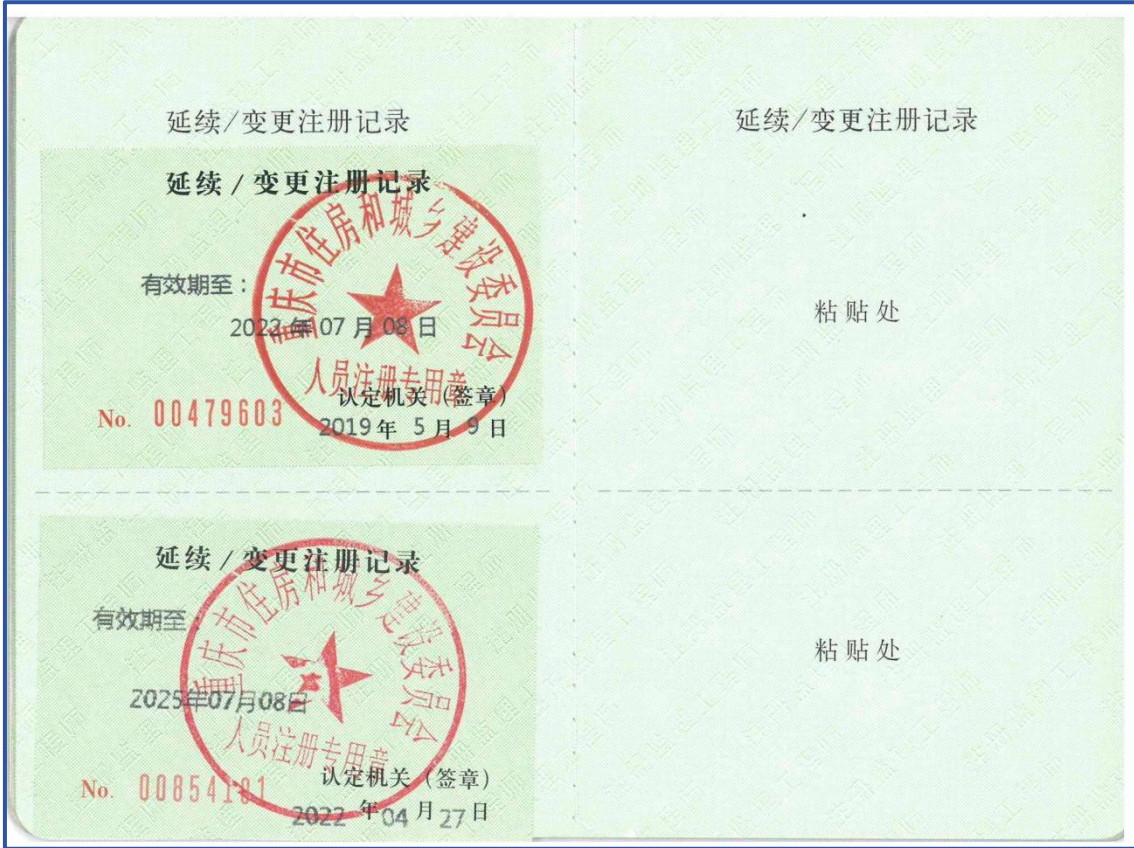 延续/变更注册记录
延续/变更注册记录
重庆市住房和城乡建设委员会
有效期至:
2022年07月08日
人员注册专用章
认定机关(签章)
No. 00479603
2019年 5月 9日
延续/变更注册记录
重庆市住房和城乡建设委员会
有效期至:
2025年07月08日
人员注册专用章
认定机关(签章)
No. 00854181
2022年04月27日
延续/变更注册记录
粘贴处
粘贴处